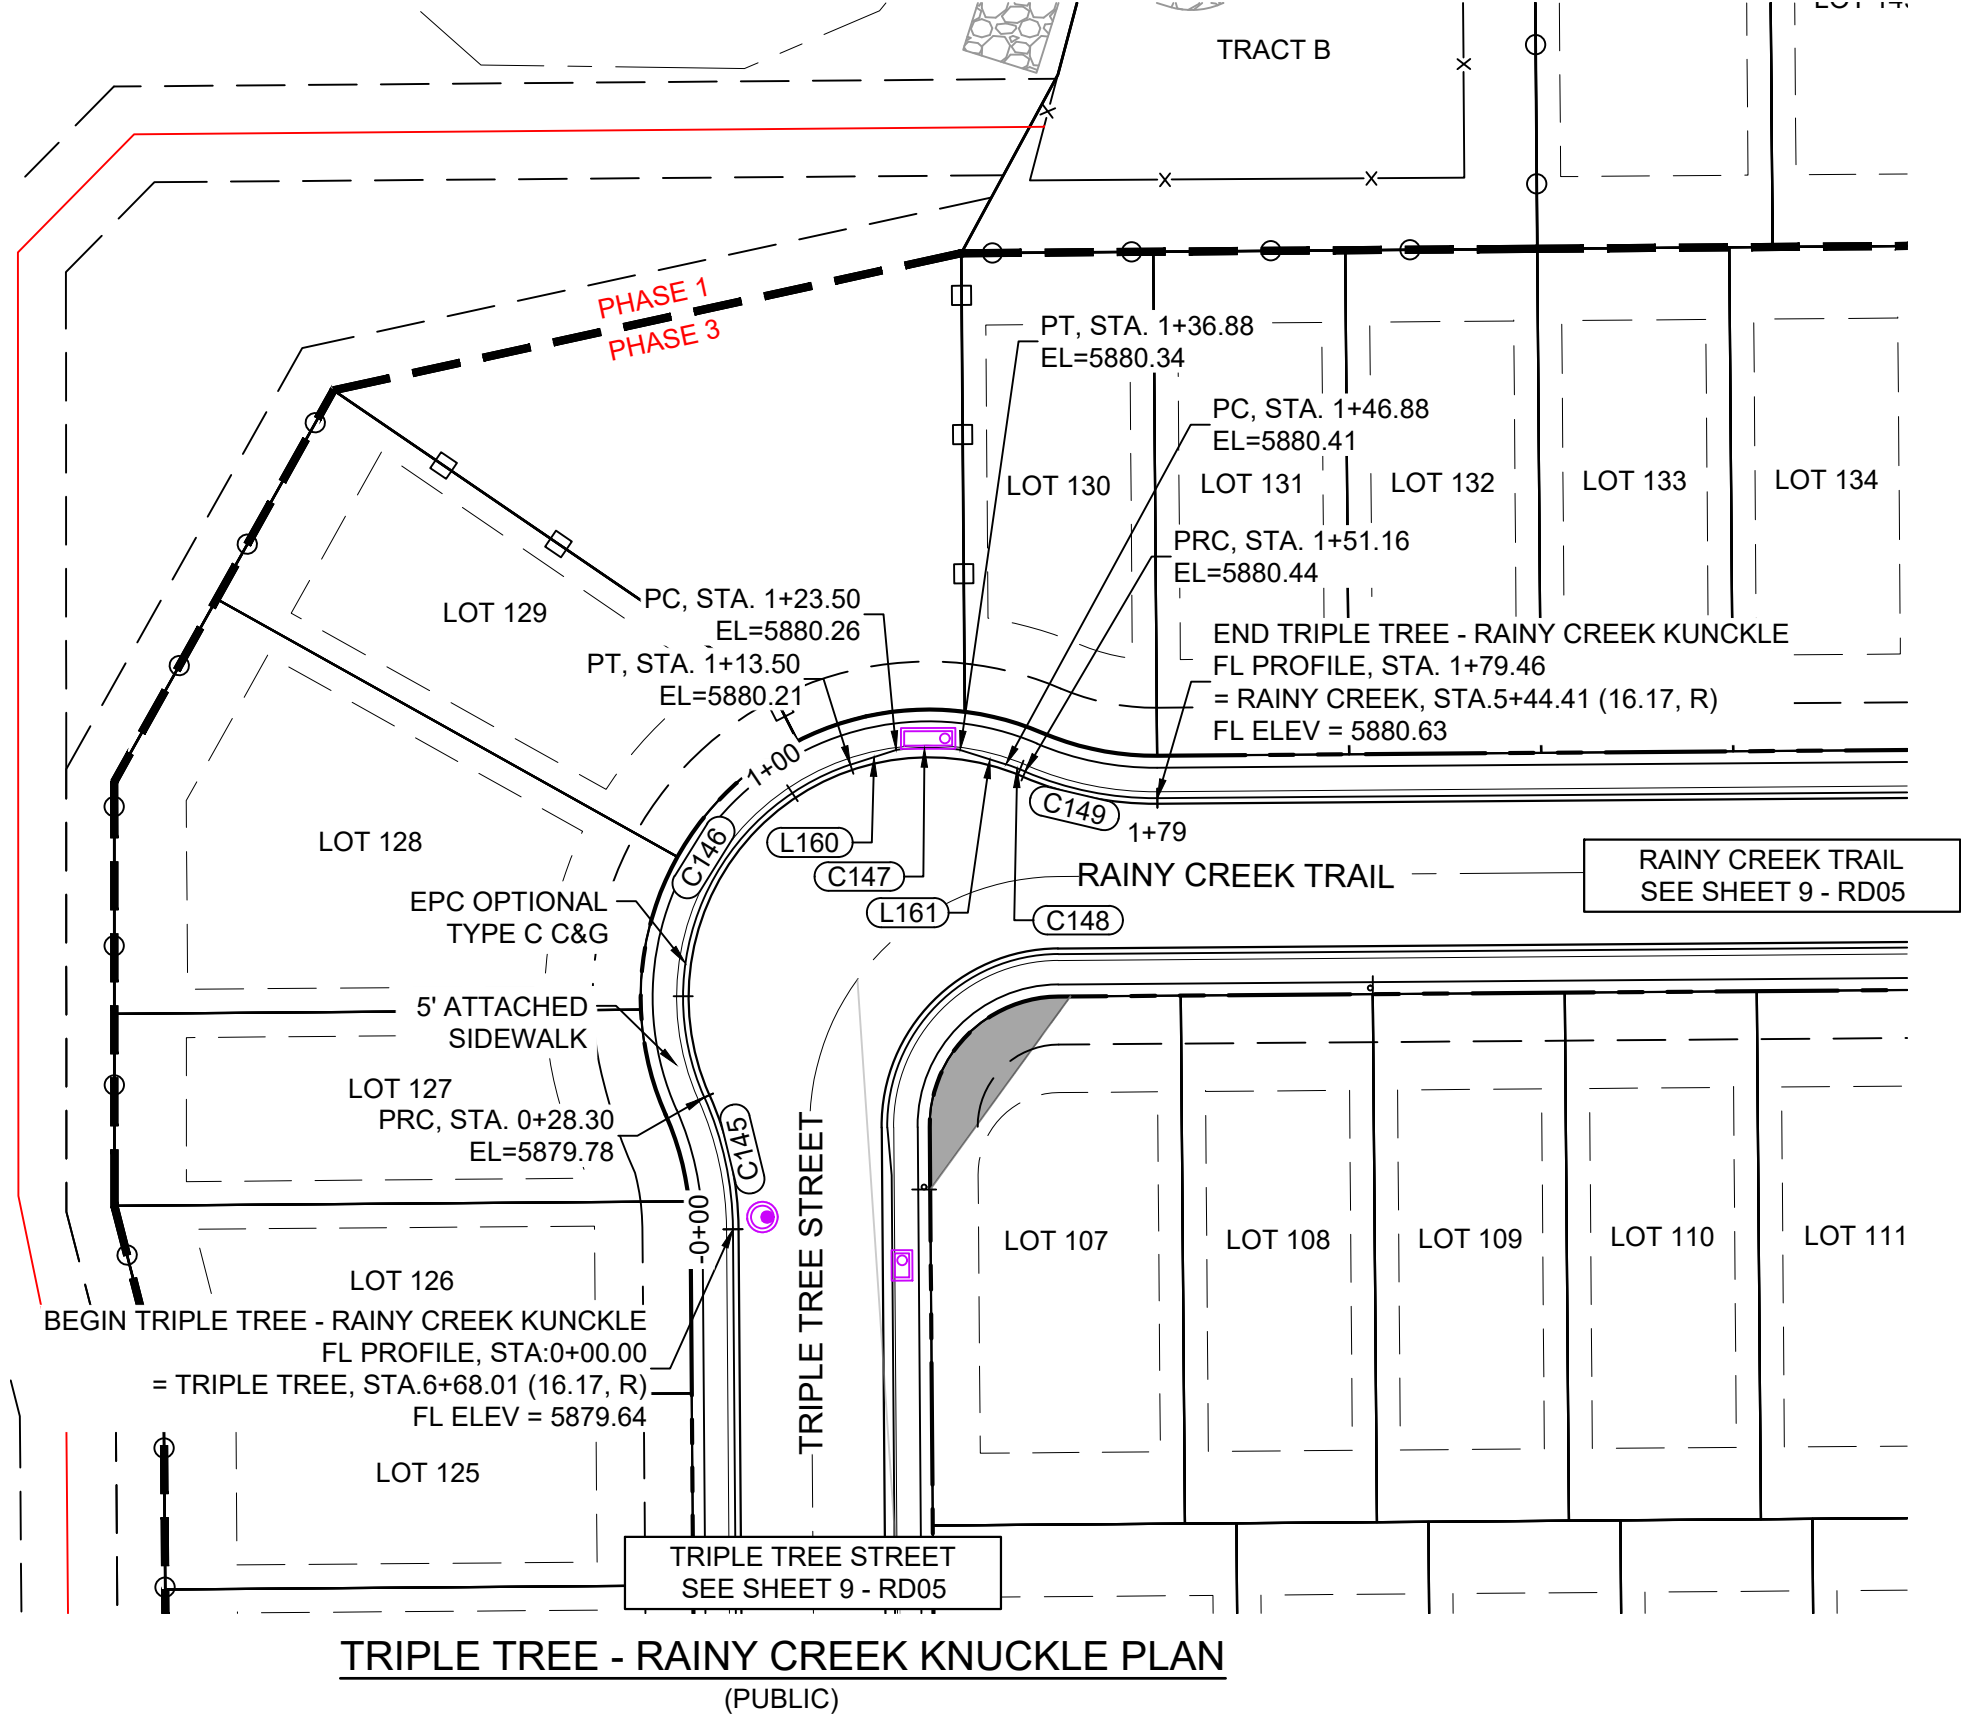 TRACT B
PHASE 1
PHASE 3
PT, STA. 1+36.88
EL=5880.34
PC, STA. 1+46.88
EL=5880.41
LOT 130
LOT 131
LOT 132
LOT 133
LOT 134
PRC, STA. 1+51.16
EL=5880.44
LOT 129
PC, STA. 1+23.50
EL=5880.26
PT, STA. 1+13.50
EL=5880.21
END TRIPLE TREE - RAINY CREEK KUNCKLE
FL PROFILE, STA. 1+79.46
= RAINY CREEK, STA.5+44.41 (16.17, R)
FL ELEV = 5880.63
1+00
C149
1+79
L160
C146
C147
L161
C148
LOT 128
RAINY CREEK TRAIL
RAINY CREEK TRAIL
SEE SHEET 9 - RD05
EPC OPTIONAL
TYPE C C&G
5' ATTACHED
SIDEWALK
LOT 127
PRC, STA. 0+28.30
EL=5879.78
C145
-0+00
TRIPLE TREE STREET
LOT 107
LOT 108
LOT 109
LOT 110
LOT 111
LOT 126
BEGIN TRIPLE TREE - RAINY CREEK KUNCKLE
FL PROFILE, STA:0+00.00
= TRIPLE TREE, STA.6+68.01 (16.17, R)
FL ELEV = 5879.64
LOT 125
TRIPLE TREE STREET
SEE SHEET 9 - RD05
TRIPLE TREE - RAINY CREEK KNUCKLE PLAN
(PUBLIC)